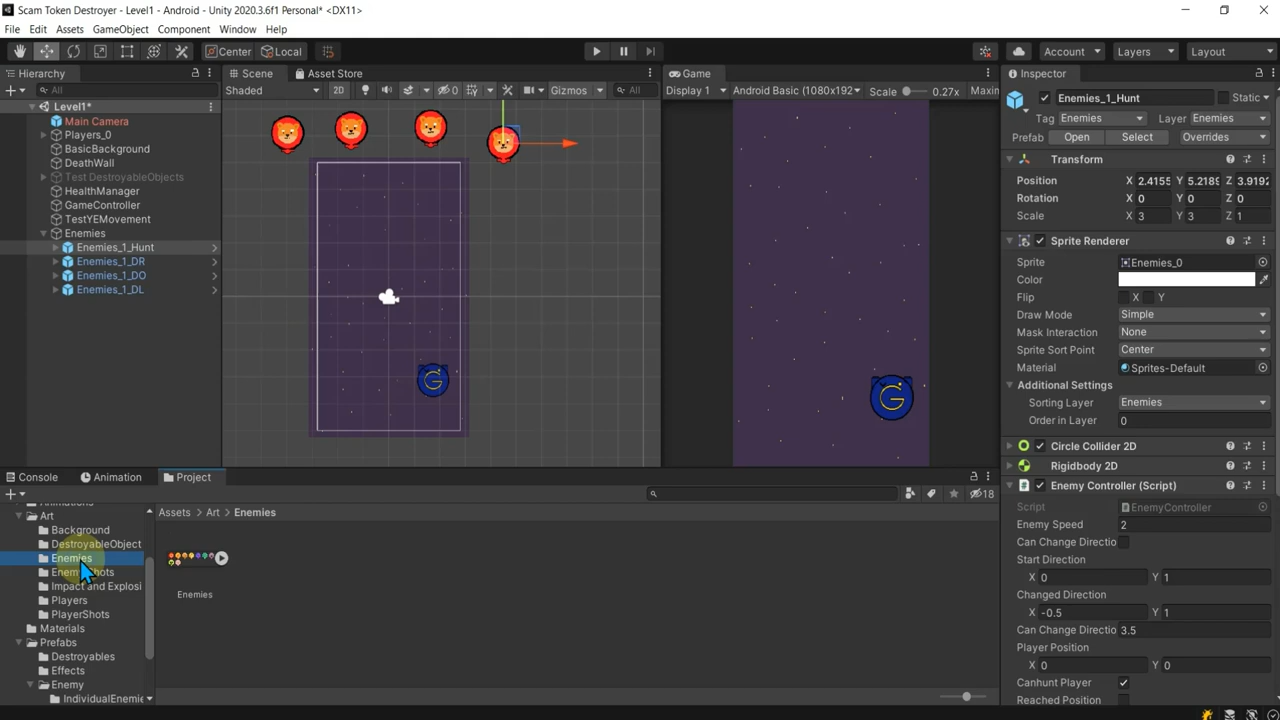 Scam Token Destroyer - Level1 - Android - Unity 2020.3.6f1 Personal* <DX11>
File Edit Assets GameObject Component Window Help
Center Local Account Layers Layout
Hierarchy Scene Asset Store Game Inspector
All Shaded 2D 0 Gizmos All Display 1 Android Basic (1080x192 Scale 0.27x Maxin
Enemies_1_Hunt Static
Level1*
Main Camera
Players_0
BasicBackground
DeathWall
Test DestroyableObjects
HealthManager
GameController
TestYEMovement
Enemies
Enemies_1_Hunt
Enemies_1_DR
Enemies_1_DO
Enemies_1_DL
G
G
Tag Enemies Layer Enemies
Prefab Open Select Overrides
Transform
Position X 2.4155 Y 5.2189 Z 3.9192
Rotation X 0 Y 0 Z 0
Scale X 3 Y 3 Z 1
Sprite Renderer
Sprite Enemies_0
Color
Flip X Y
Draw Mode Simple
Mask Interaction None
Sprite Sort Point Center
Material Sprites-Default
Additional Settings
Sorting Layer Enemies
Order in Layer 0
Circle Collider 2D
Rigidbody 2D
Enemy Controller (Script)
Script EnemyController
Enemy Speed 2
Can Change Directio
Start Direction
X 0 Y 1
Changed Direction
X -0.5 Y 1
Can Change Directio 3.5
Player Position
X 0 Y 0
Canhunt Player
Reached Position
Console Animation Project
18
Assets Art Enemies
Art
Background
DestroyableObject
Enemies
Impact and Explosi
Players
PlayerShots
Materials
Prefabs
Destroyables
Effects
Enemy
IndividualEnemie
Enemies